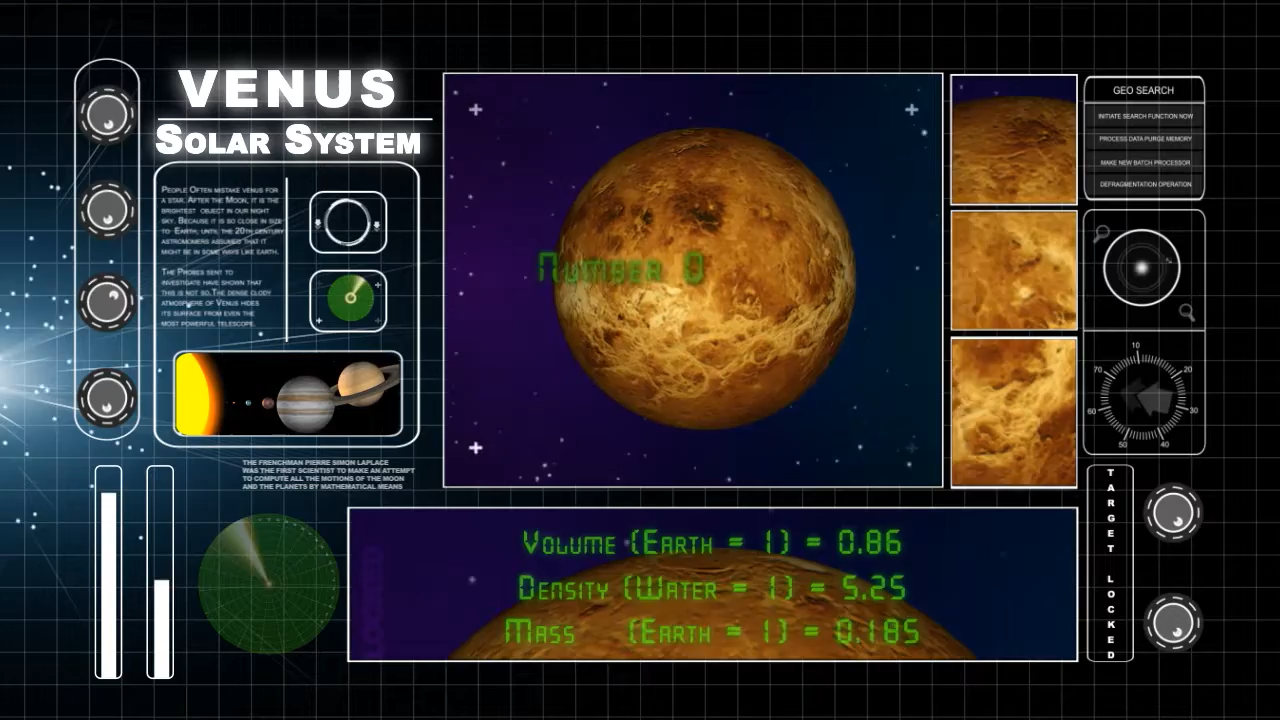 VENUS
SOLAR SYSTEM
PEOPLE OFTEN MISTAKE VENUS FOR
A STAR. AFTER THE MOON, IT IS THE
BRIGHTEST OBJECT IN OUR NIGHT
SKY. BECAUSE IT IS SO CLOSE IN SIZE
TO EARTH, UNTIL THE 20TH CENTURY
ASTROMOMERS ASSUMED THAT IT
MIGHT BE IN SOME WAYS LIKE EARTH.
THE PROBES SENT TO
INVESTIGATE HAVE SHOWN THAT
THIS IS NOT SO.THE DENSE CLODY
ATMOSPHERE OF VENUS HIDES
ITS SURFACE FROM EVEN THE
MOST POWERFUL TELESCOPE.
THE FRENCHMAN PIERRE SIMON LAPLACE
WAS THE FIRST SCIENTIST TO MAKE AN ATTEMPT
TO COMPUTE ALL THE MOTIONS OF THE MOON
AND THE PLANETS BY MATHEMATICAL MEANS
NUMBER 0
GEO SEARCH
INITIATE SEARCH FUNCTION NOW
PROCESS DATA PURGE MEMORY
MAKE NEW BATCH PROCESSOR
DEFRAGMENTATION OPERATION
10
20
30
40
50
60
70
VOLUME (EARTH = 1) = 0.86
DENSITY (WATER = 1) = 5.25
MASS (EARTH = 1) = 0.185
TARGET LOCKED